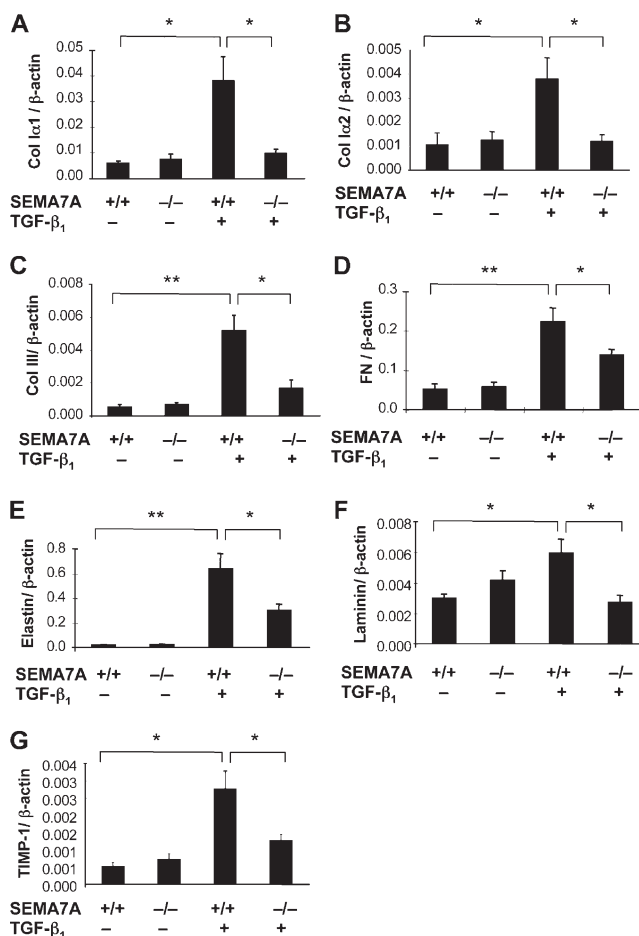 A
*
*
Col Iα1 / β-actin
0.05
0.04
0.03
0.01
0.00
SEMA7A +/+ –/– +/+ –/–
TGF-β1 – – + +
B
*
*
Col Iα2 / β-actin
0.005
0.004
0.003
0.001
0.000
SEMA7A +/+ –/– +/+ –/–
TGF-β1 – – + +
C
**
*
Col III/ β-actin
0.008
0.006
0.004
0.002
0.000
SEMA7A +/+ –/– +/+ –/–
TGF-β1 – – + +
D
**
*
FN / β-actin
0.3
0.2
0.1
0.0
SEMA7A +/+ –/– +/+ –/–
TGF-β1 – – + +
E
**
*
Elastin/ β-actin
0.8
0.6
0.4
0.2
0.0
SEMA7A +/+ –/– +/+ –/–
TGF-β1 – – + +
F
*
*
Laminin/ β-actin
0.008
0.006
0.004
0.002
0.000
SEMA7A +/+ –/– +/+ –/–
TGF-β1 – – + +
G
*
*
TIMP-1/ β-actin
0.004
0.003
0.003
0.002
0.002
0.001
0.001
0.000
SEMA7A +/+ –/– +/+ –/–
TGF-β1 – – + +